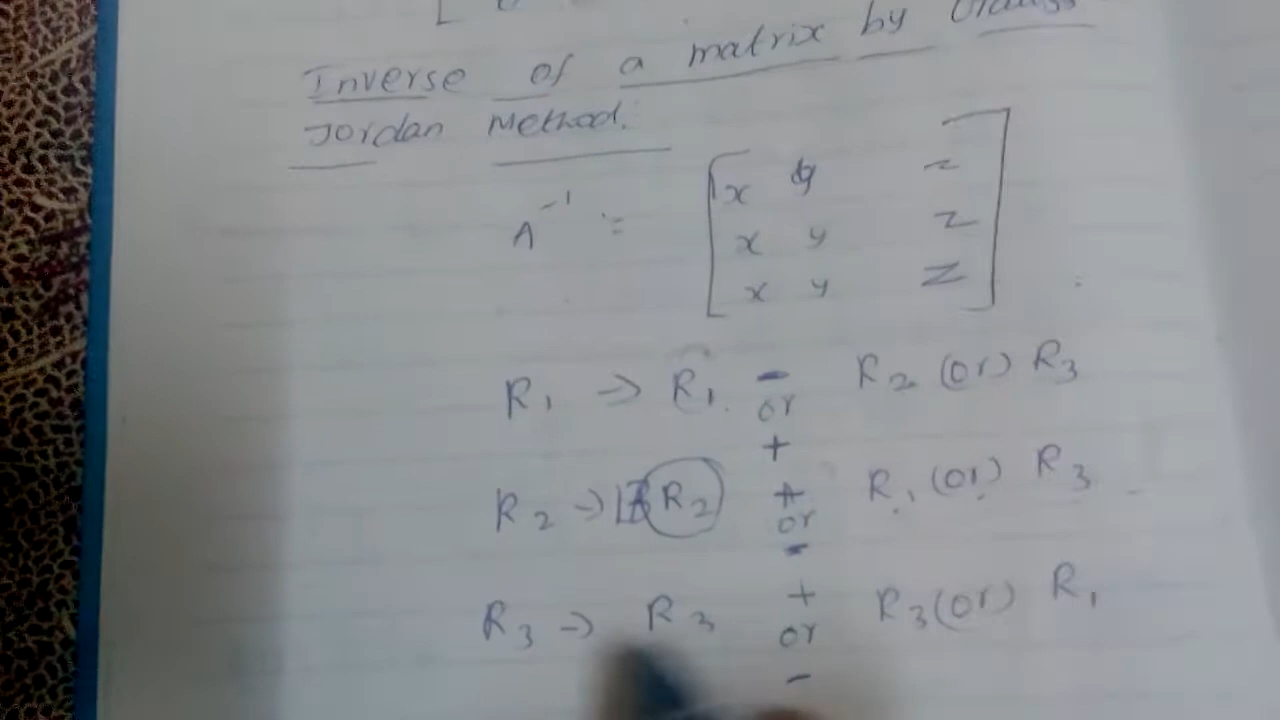 Inverse of a matrix by Gauss
Jordan Method.
A⁻¹ = [ x y z
x y z
x y z ]
R₁ → R₁ - or + R₂ (or) R₃
R₂ → R₂ + or - R₁ (or) R₃
R₃ → R₃ + or - R₃ (or) R₁